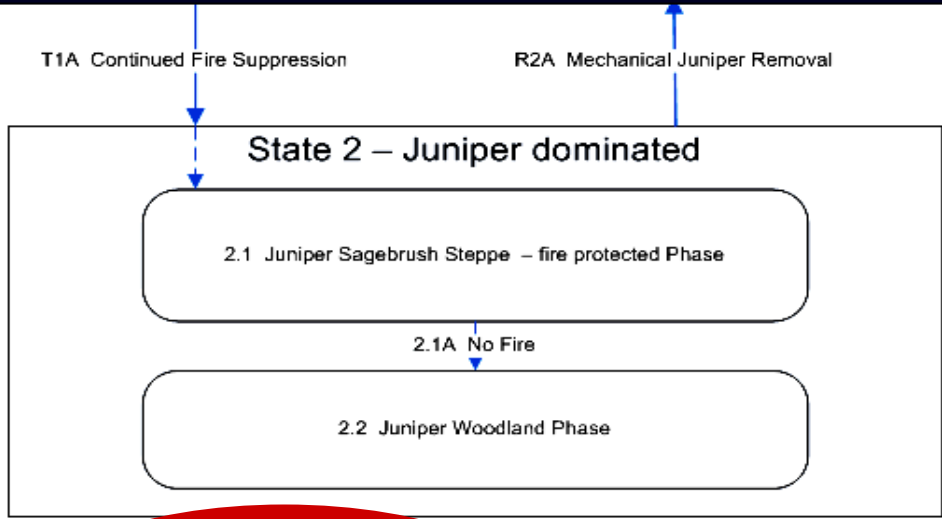 T1A Continued Fire Suppression
R2A Mechanical Juniper Removal
State 2 – Juniper dominated
2.1 Juniper Sagebrush Steppe – fire protected Phase
2.1A No Fire
2.2 Juniper Woodland Phase